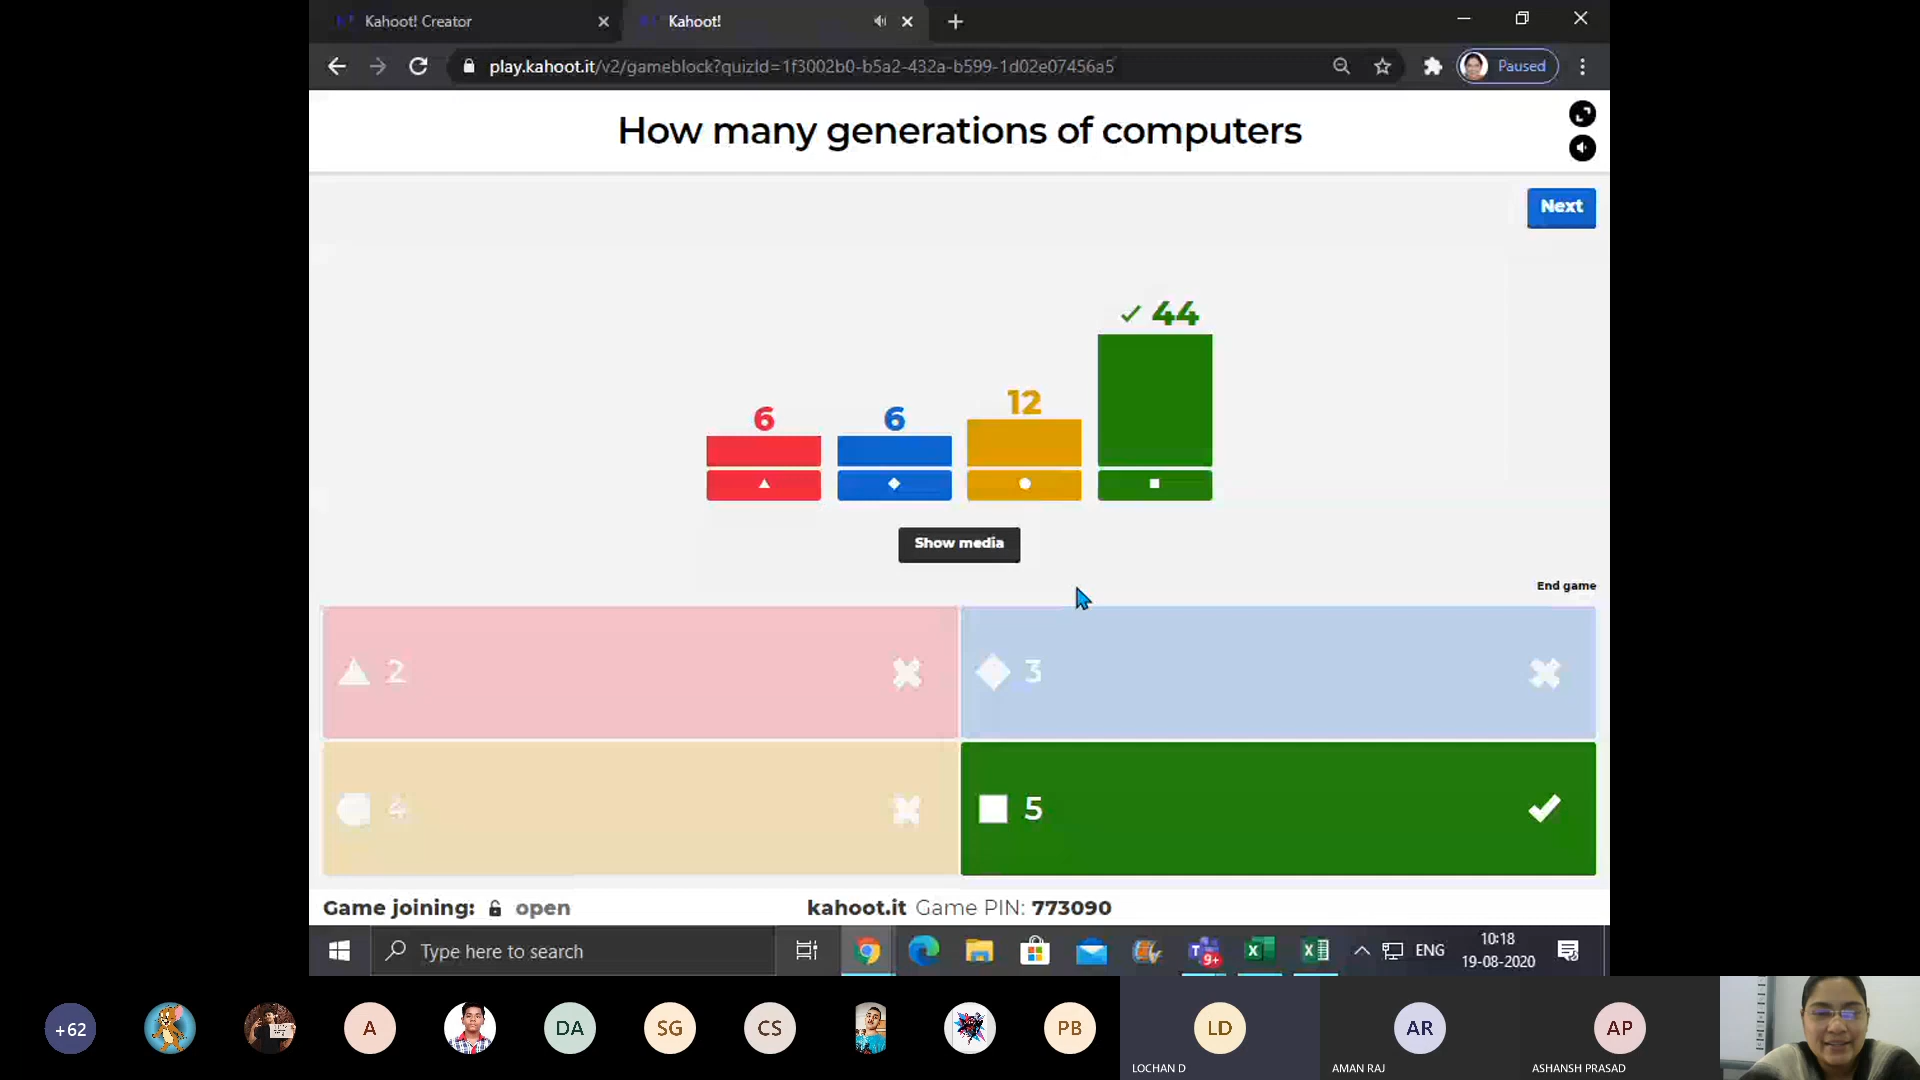 Kahoot! Creator
Kahoot!
play.kahoot.it/v2/gameblock?quizId=1f3002b0-b5a2-432a-b599-1d02e07456a5
Paused
How many generations of computers
Next
44
12
6
6
Show media
End game
2
3
4
5
Game joining: open
kahoot.it Game PIN: 773090
Type here to search
9+
ENG
10:18
19-08-2020
+62
A
DA
SG
CS
PB
LD
AR
AP
LOCHAN D
AMAN RAJ
ASHANSH PRASAD